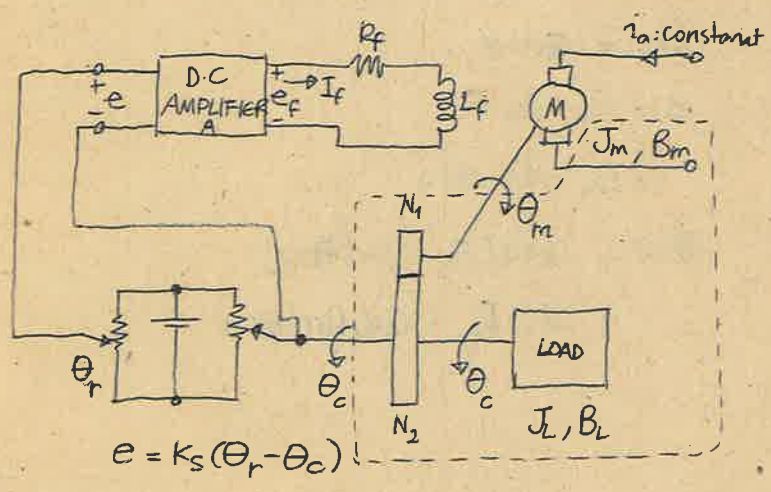 R_f
i_a: constant
+
e
-
D.C
AMPLIFIER
A
+
e_f
-
I_f
L_f
M
J_m, B_m
θ_m
N_1
θ_r
θ_c
θ_c
LOAD
N_2
J_L, B_L
e = K_s (θ_r - θ_c)